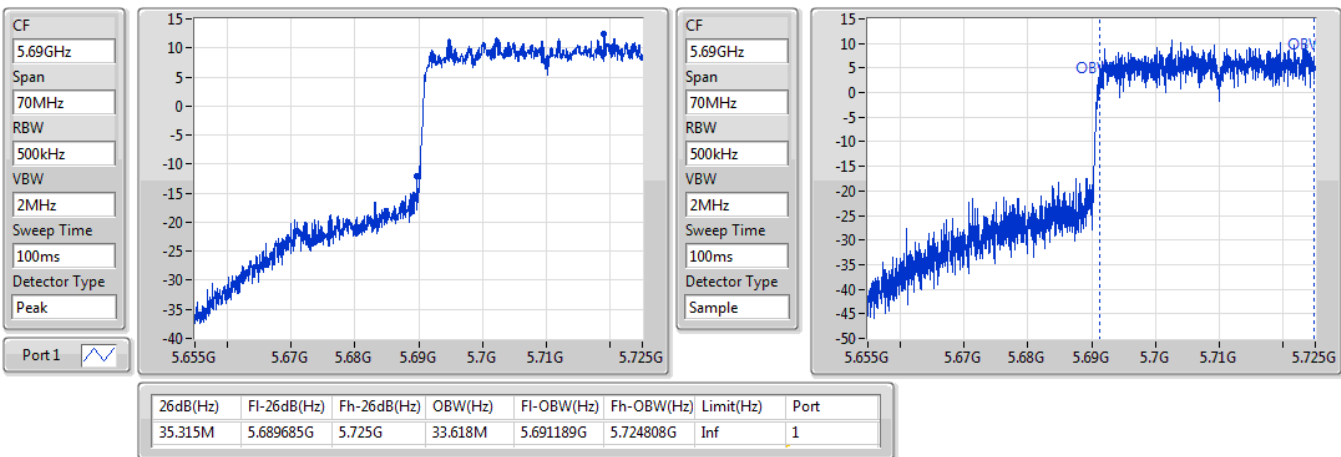 CF
5.69GHz
Span
70MHz
RBW
500kHz
VBW
2MHz
Sweep Time
100ms
Detector Type
Peak
Port 1
15
10
5
0
-5
-10
-15
-20
-25
-30
-35
-40
5.655G 5.67G 5.68G 5.69G 5.7G 5.71G 5.725G
CF
5.69GHz
Span
70MHz
RBW
500kHz
VBW
2MHz
Sweep Time
100ms
Detector Type
Sample
15
10
5
0
-5
-10
-15
-20
-25
-30
-35
-40
-45
-50
OBW
OBW
5.655G 5.67G 5.68G 5.69G 5.7G 5.71G 5.725G
26dB(Hz) Fl-26dB(Hz) Fh-26dB(Hz) OBW(Hz) Fl-OBW(Hz) Fh-OBW(Hz) Limit(Hz) Port
35.315M 5.689685G 5.725G 33.618M 5.691189G 5.724808G Inf 1